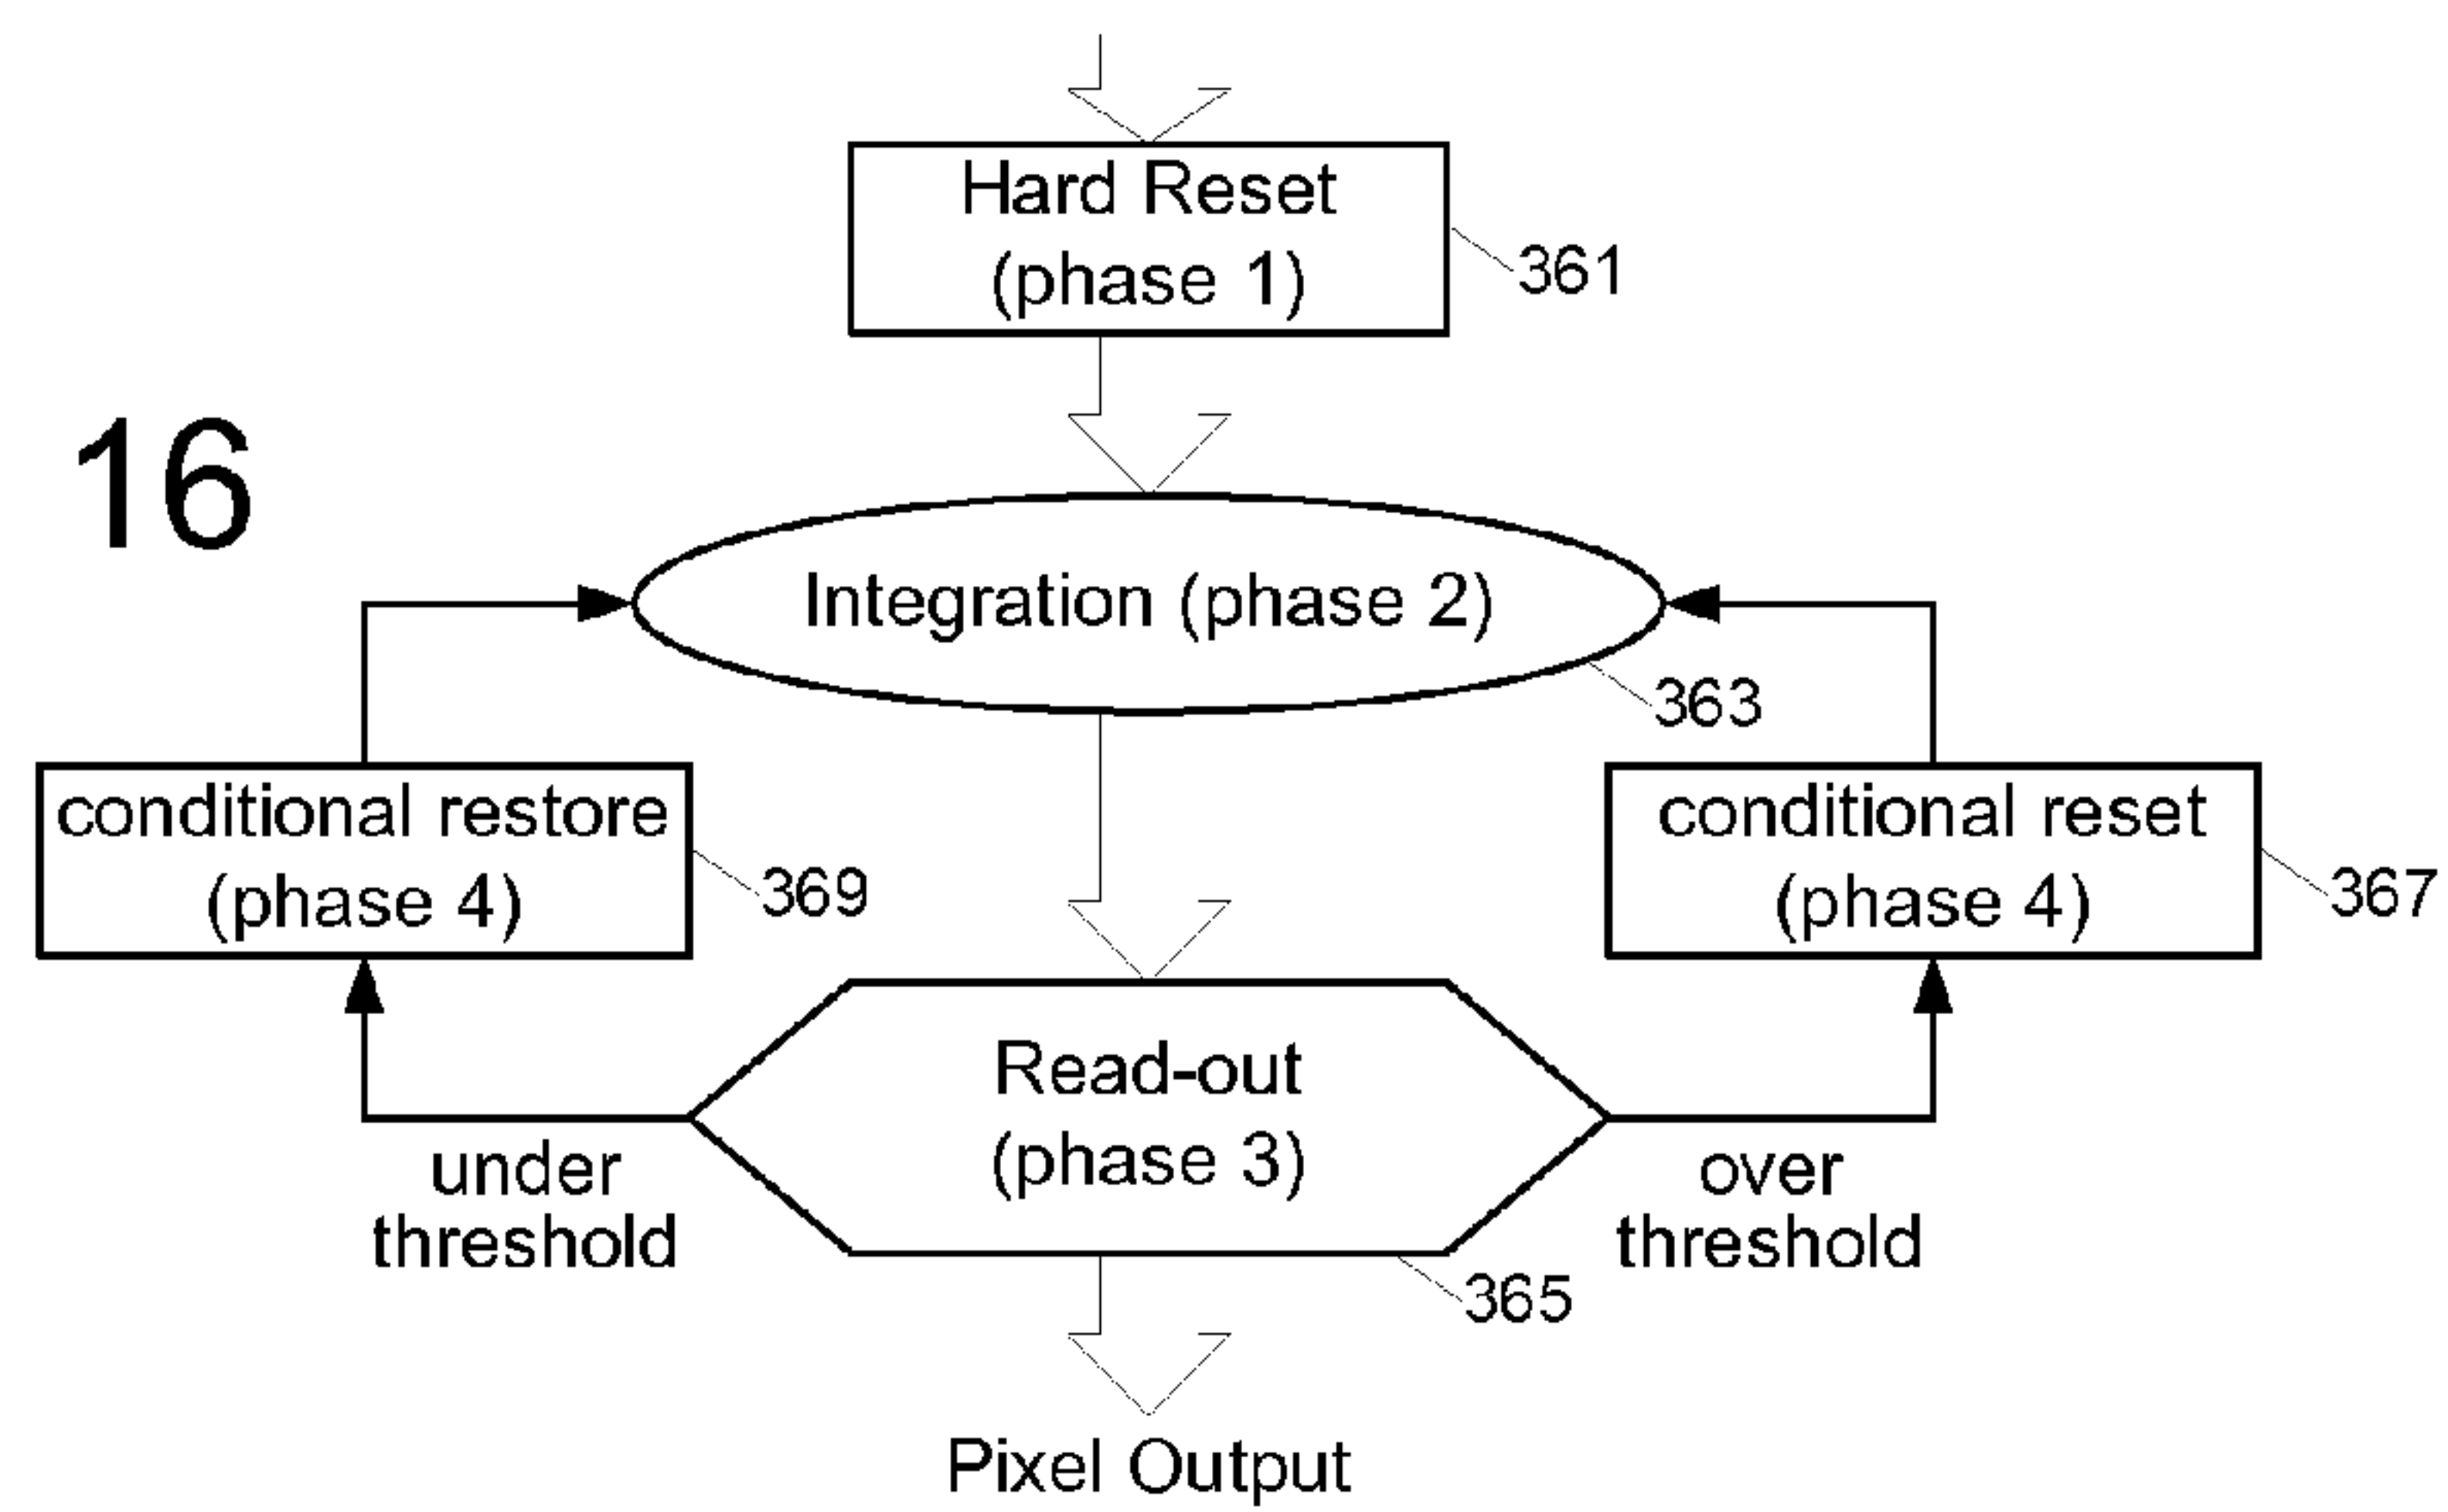 Hard Reset
(phase 1)
361
16
Integration (phase 2)
363
conditional restore
(phase 4)
369
conditional reset
(phase 4)
367
Read-out
(phase 3)
under
threshold
over
threshold
365
Pixel Output